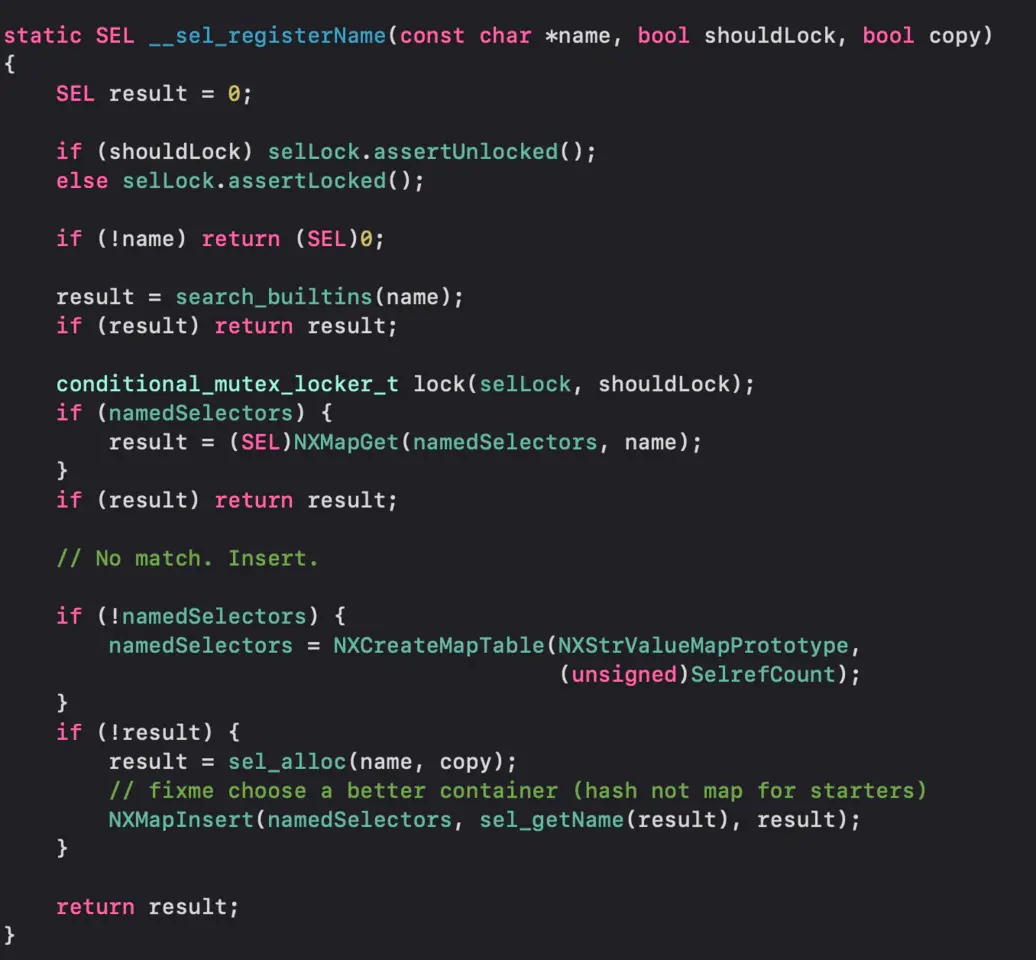 static SEL __sel_registerName(const char *name, bool shouldLock, bool copy)
{
    SEL result = 0;

    if (shouldLock) selLock.assertUnlocked();
    else selLock.assertLocked();

    if (!name) return (SEL)0;

    result = search_builtins(name);
    if (result) return result;

    conditional_mutex_locker_t lock(selLock, shouldLock);
    if (namedSelectors) {
        result = (SEL)NXMapGet(namedSelectors, name);
    }
    if (result) return result;

    // No match. Insert.

    if (!namedSelectors) {
        namedSelectors = NXCreateMapTable(NXStrValueMapPrototype,
                                          (unsigned)SelrefCount);
    }
    if (!result) {
        result = sel_alloc(name, copy);
        // fixme choose a better container (hash not map for starters)
        NXMapInsert(namedSelectors, sel_getName(result), result);
    }

    return result;
}